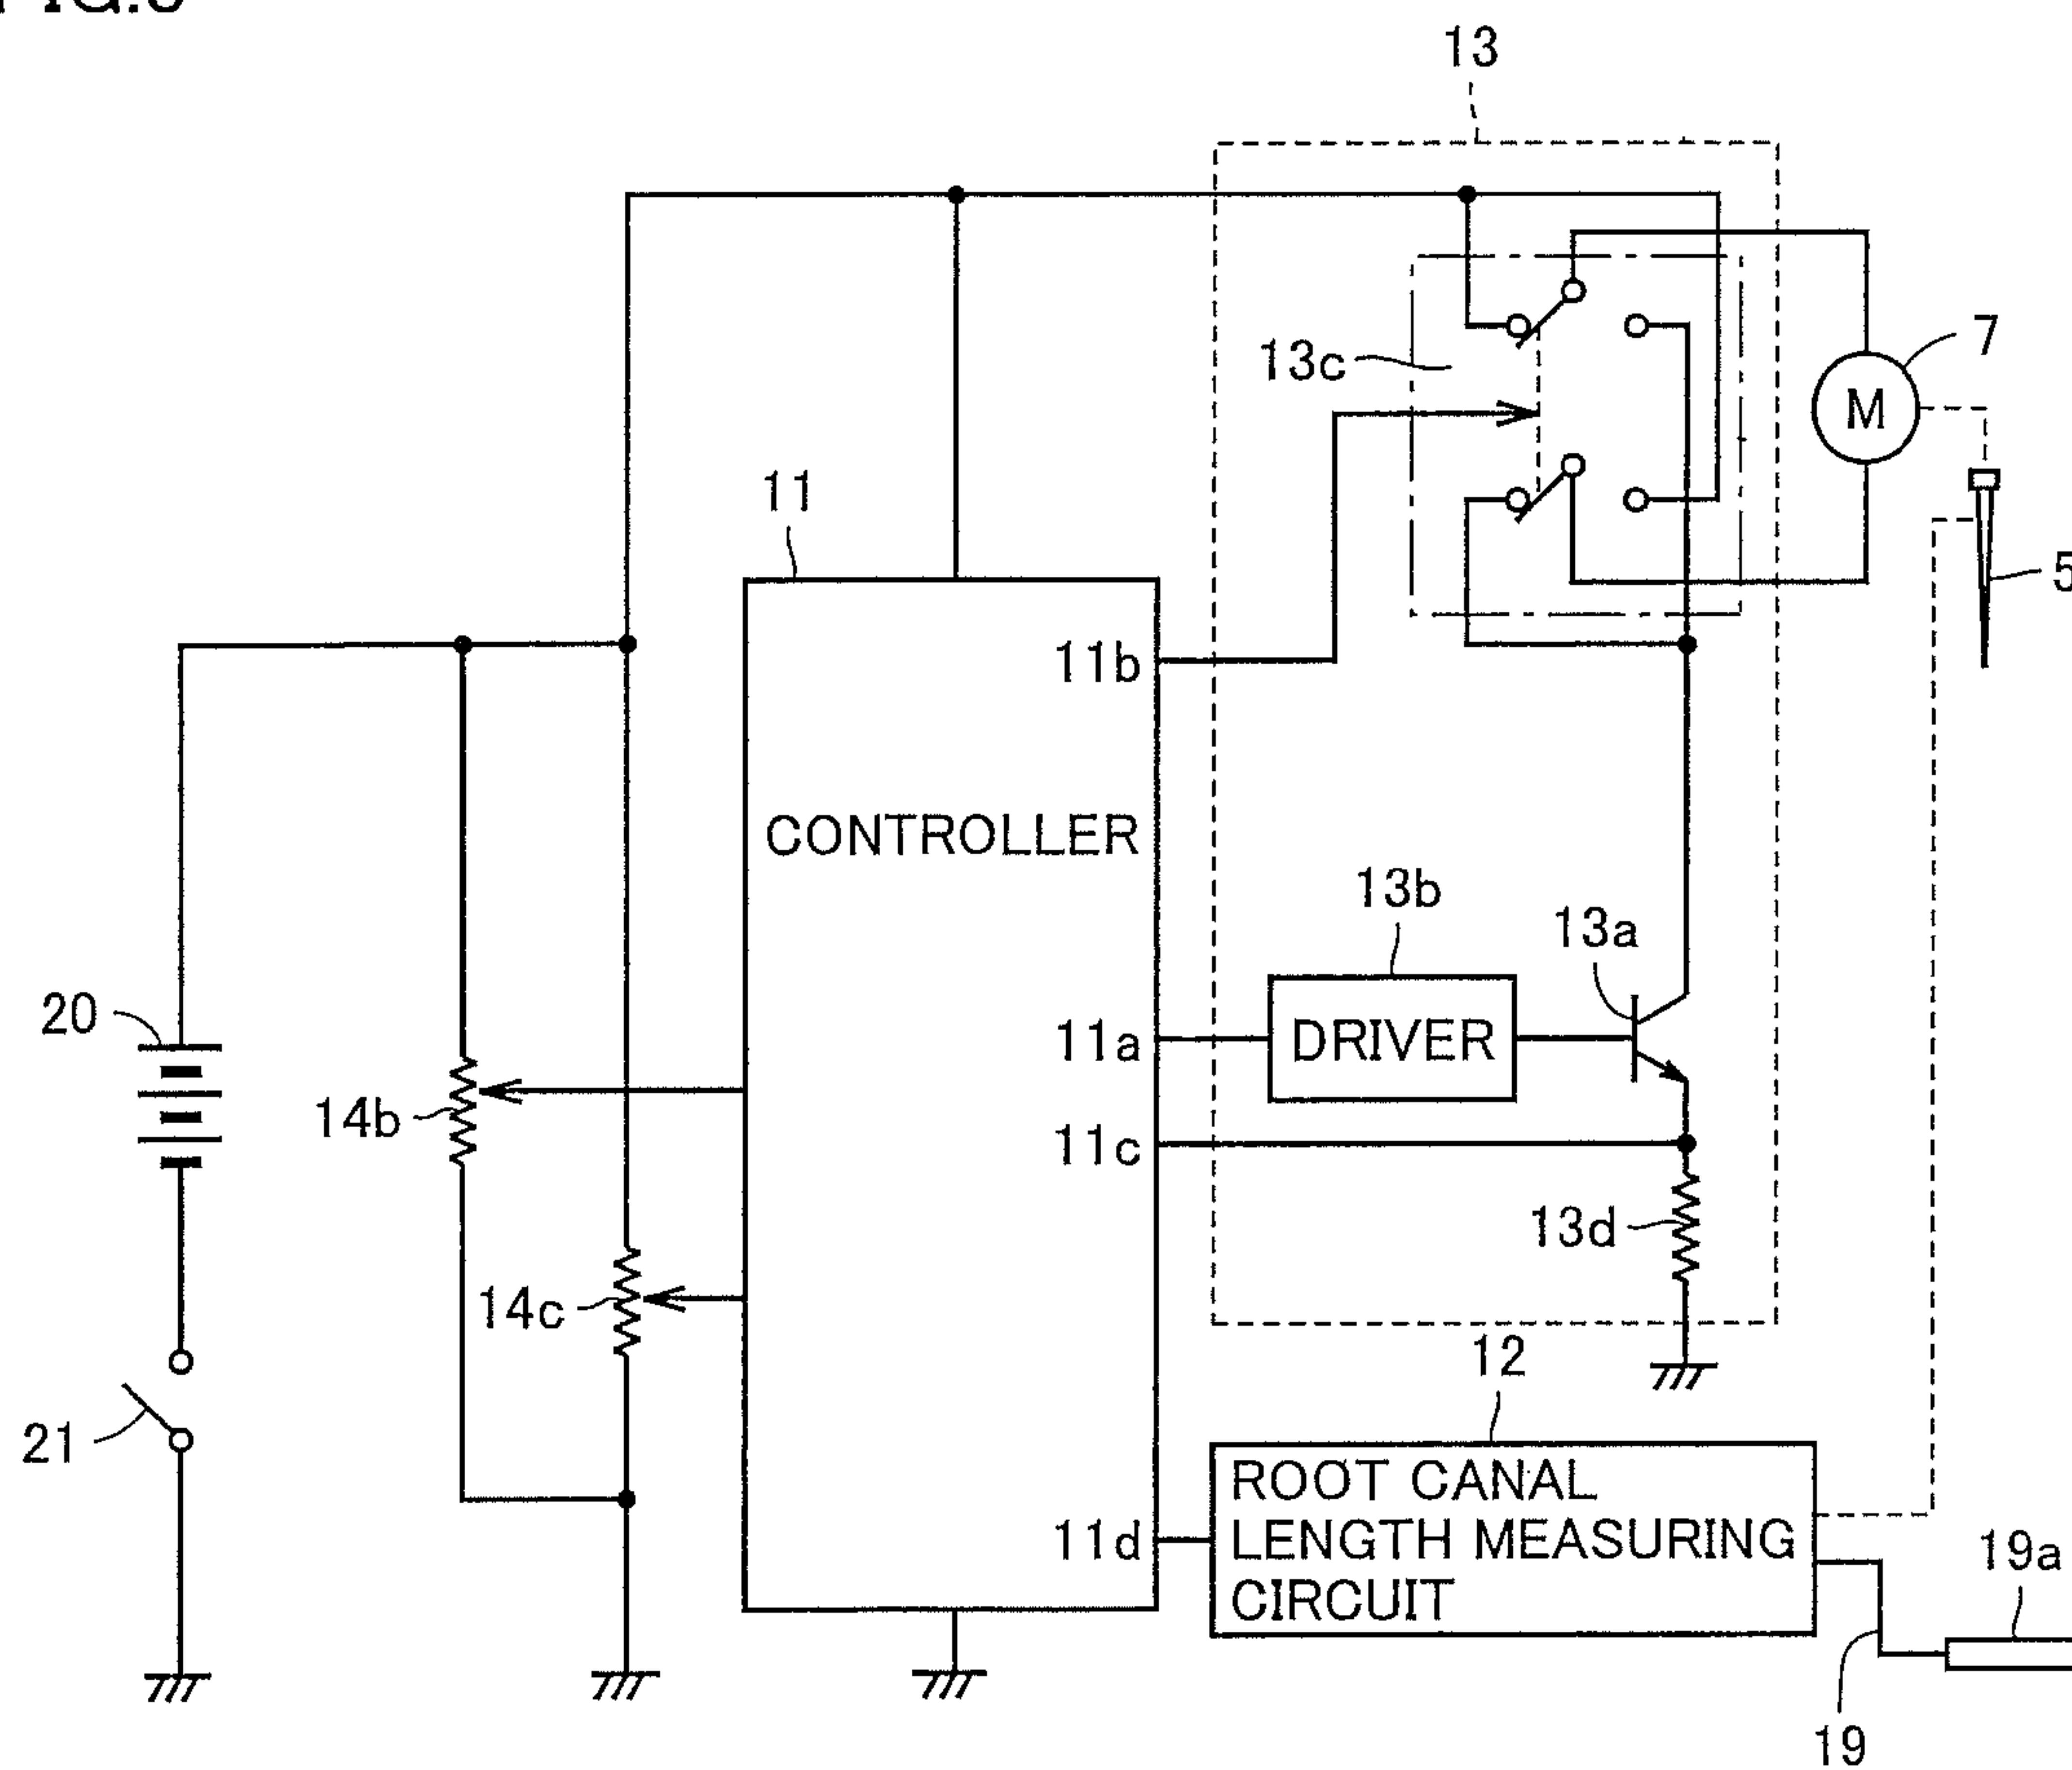 13
7
M
13c
11
5
11b
CONTROLLER
13b
13a
20
11a
DRIVER
14b
11c
13d
14c
12
21
ROOT CANAL
LENGTH MEASURING
CIRCUIT
11d
19a
19